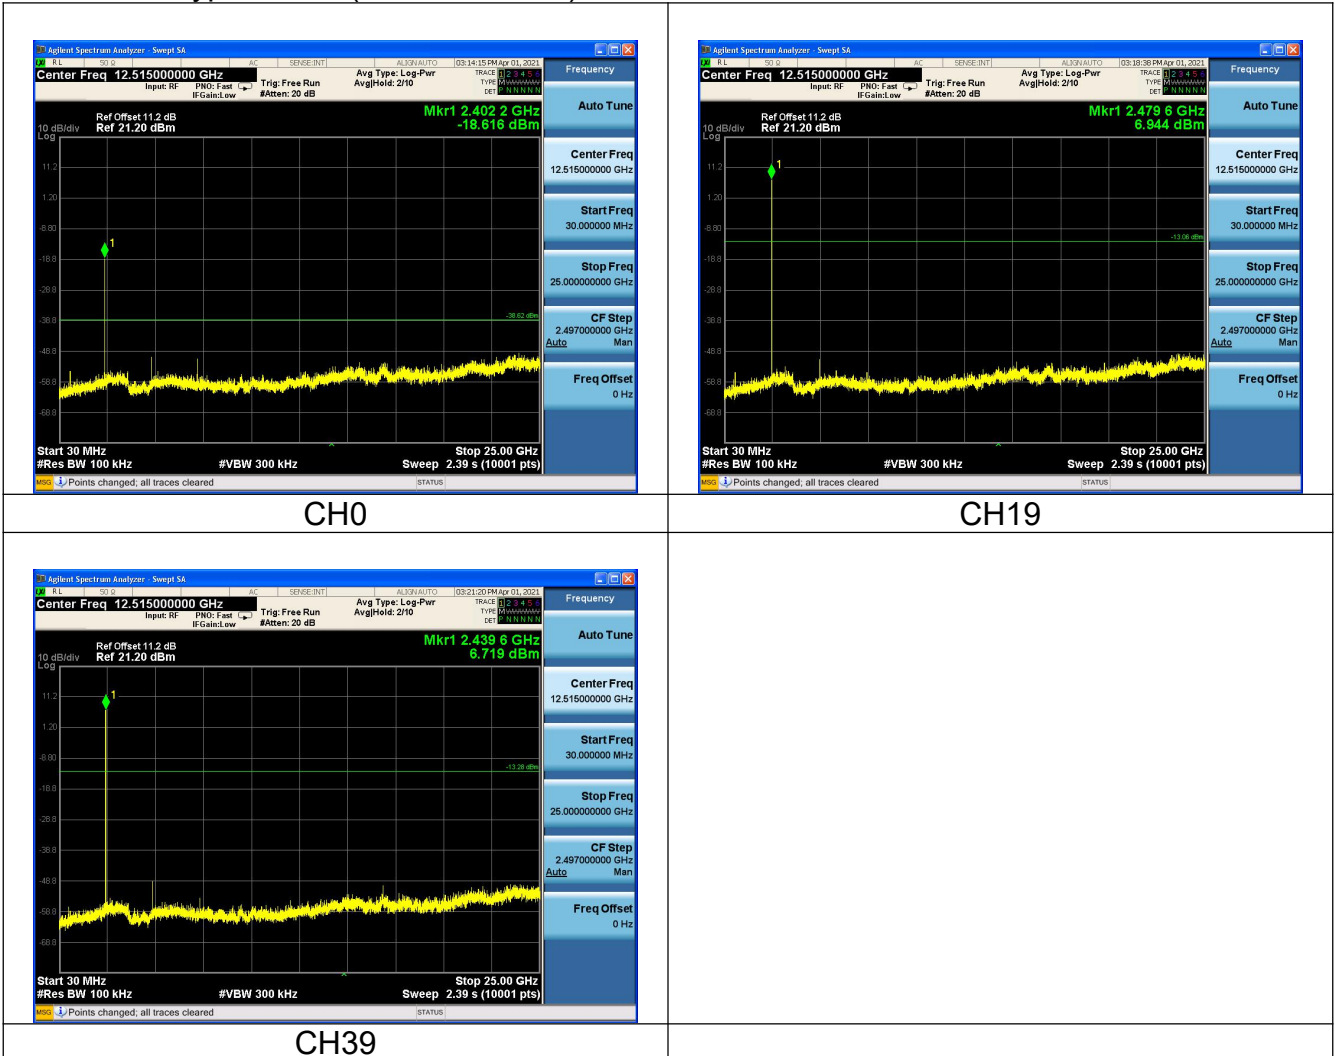 Agilent Spectrum Analyzer - Swept SA
RL 50 Ω AC SENSE:INT ALIGNAUTO 03:14:15 PM Apr 01, 2021
Center Freq 12.515000000 GHz
Input: RF PNO: Fast IFGain:Low
Trig: Free Run
#Atten: 20 dB
Avg Type: Log-Pwr
Avg|Hold: 2/10
TRACE 1 2 3 4 5 6
TYPE M
DET P N N N N N
Ref Offset 11.2 dB
10 dB/div Ref 21.20 dBm
Log
Mkr1 2.402 2 GHz
-18.616 dBm
1
11.2
1.20
-8.80
-18.8
-28.8
-38.8
-48.8
-58.8
-68.8
-38.62 dBm
Start 30 MHz
Stop 25.00 GHz
#Res BW 100 kHz #VBW 300 kHz Sweep 2.39 s (10001 pts)
MSG Points changed; all traces cleared STATUS
Frequency
Auto Tune
Center Freq
12.515000000 GHz
Start Freq
30.000000 MHz
Stop Freq
25.000000000 GHz
CF Step
2.497000000 GHz
Auto Man
Freq Offset
0 Hz
CH0
Agilent Spectrum Analyzer - Swept SA
RL 50 Ω AC SENSE:INT ALIGNAUTO 03:18:38 PM Apr 01, 2021
Center Freq 12.515000000 GHz
Input: RF PNO: Fast IFGain:Low
Trig: Free Run
#Atten: 20 dB
Avg Type: Log-Pwr
Avg|Hold: 2/10
TRACE 1 2 3 4 5 6
TYPE M
DET P N N N N N
Ref Offset 11.2 dB
10 dB/div Ref 21.20 dBm
Log
Mkr1 2.479 6 GHz
6.944 dBm
1
11.2
1.20
-8.80
-18.8
-28.8
-38.8
-48.8
-58.8
-68.8
-13.06 dBm
Start 30 MHz
Stop 25.00 GHz
#Res BW 100 kHz #VBW 300 kHz Sweep 2.39 s (10001 pts)
MSG Points changed; all traces cleared STATUS
Frequency
Auto Tune
Center Freq
12.515000000 GHz
Start Freq
30.000000 MHz
Stop Freq
25.000000000 GHz
CF Step
2.497000000 GHz
Auto Man
Freq Offset
0 Hz
CH19
Agilent Spectrum Analyzer - Swept SA
RL 50 Ω AC SENSE:INT ALIGNAUTO 03:21:20 PM Apr 01, 2021
Center Freq 12.515000000 GHz
Input: RF PNO: Fast IFGain:Low
Trig: Free Run
#Atten: 20 dB
Avg Type: Log-Pwr
Avg|Hold: 2/10
TRACE 1 2 3 4 5 6
TYPE M
DET P N N N N N
Ref Offset 11.2 dB
10 dB/div Ref 21.20 dBm
Log
Mkr1 2.439 6 GHz
6.719 dBm
1
11.2
1.20
-8.80
-18.8
-28.8
-38.8
-48.8
-58.8
-68.8
-13.28 dBm
Start 30 MHz
Stop 25.00 GHz
#Res BW 100 kHz #VBW 300 kHz Sweep 2.39 s (10001 pts)
MSG Points changed; all traces cleared STATUS
Frequency
Auto Tune
Center Freq
12.515000000 GHz
Start Freq
30.000000 MHz
Stop Freq
25.000000000 GHz
CF Step
2.497000000 GHz
Auto Man
Freq Offset
0 Hz
CH39